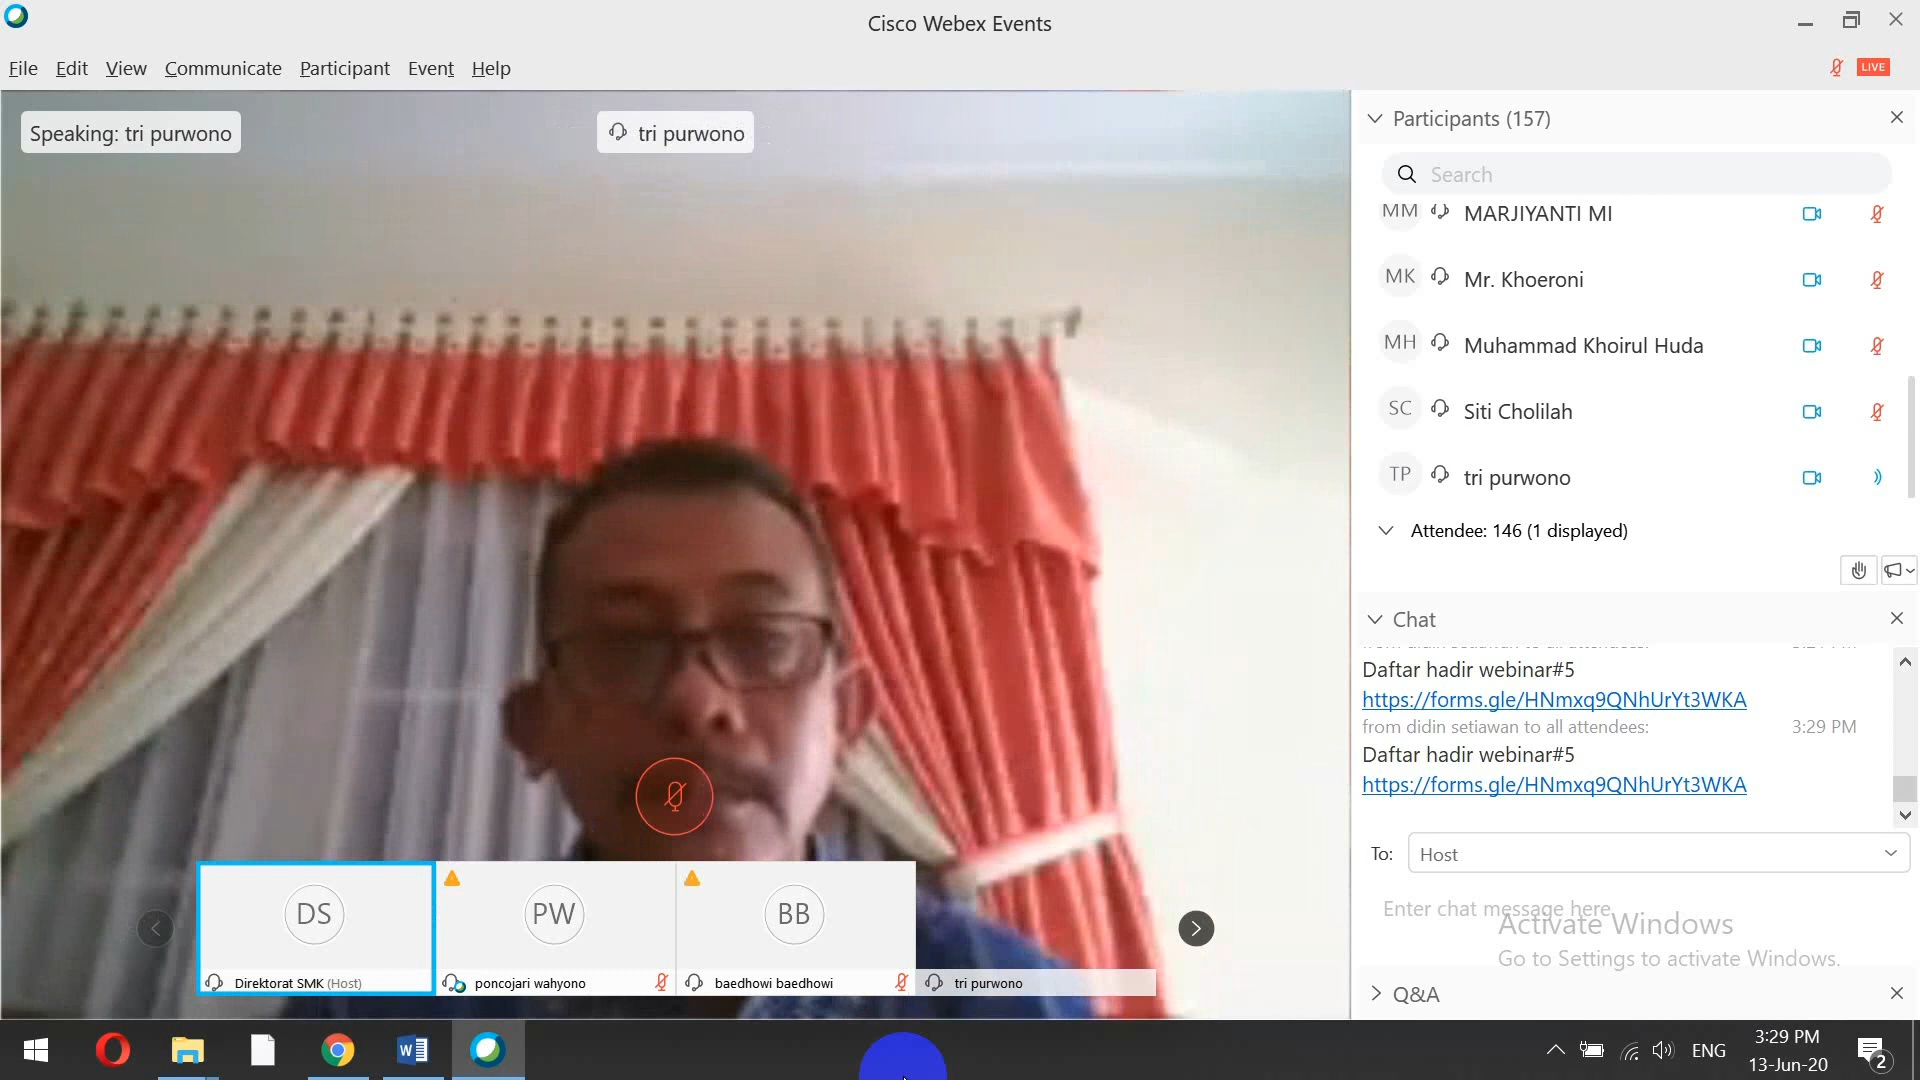 Cisco Webex Events
File Edit View Communicate Participant Event Help
LIVE
Speaking: tri purwono
tri purwono
Participants (157)
Search
MM MARJIYANTI MI
MK Mr. Khoeroni
MH Muhammad Khoirul Huda
SC Siti Cholilah
TP tri purwono
Attendee: 146 (1 displayed)
Chat
Daftar hadir webinar#5
https://forms.gle/HNmxq9QNhUrYt3WKA
from didin setiawan to all attendees: 3:29 PM
Daftar hadir webinar#5
https://forms.gle/HNmxq9QNhUrYt3WKA
To: Host
Enter chat message here
Activate Windows
Go to Settings to activate Windows.
Q&A
DS
PW
BB
Direktorat SMK (Host)
poncojari wahyono
baedhowi baedhowi
tri purwono
ENG
3:29 PM
13-Jun-20
2